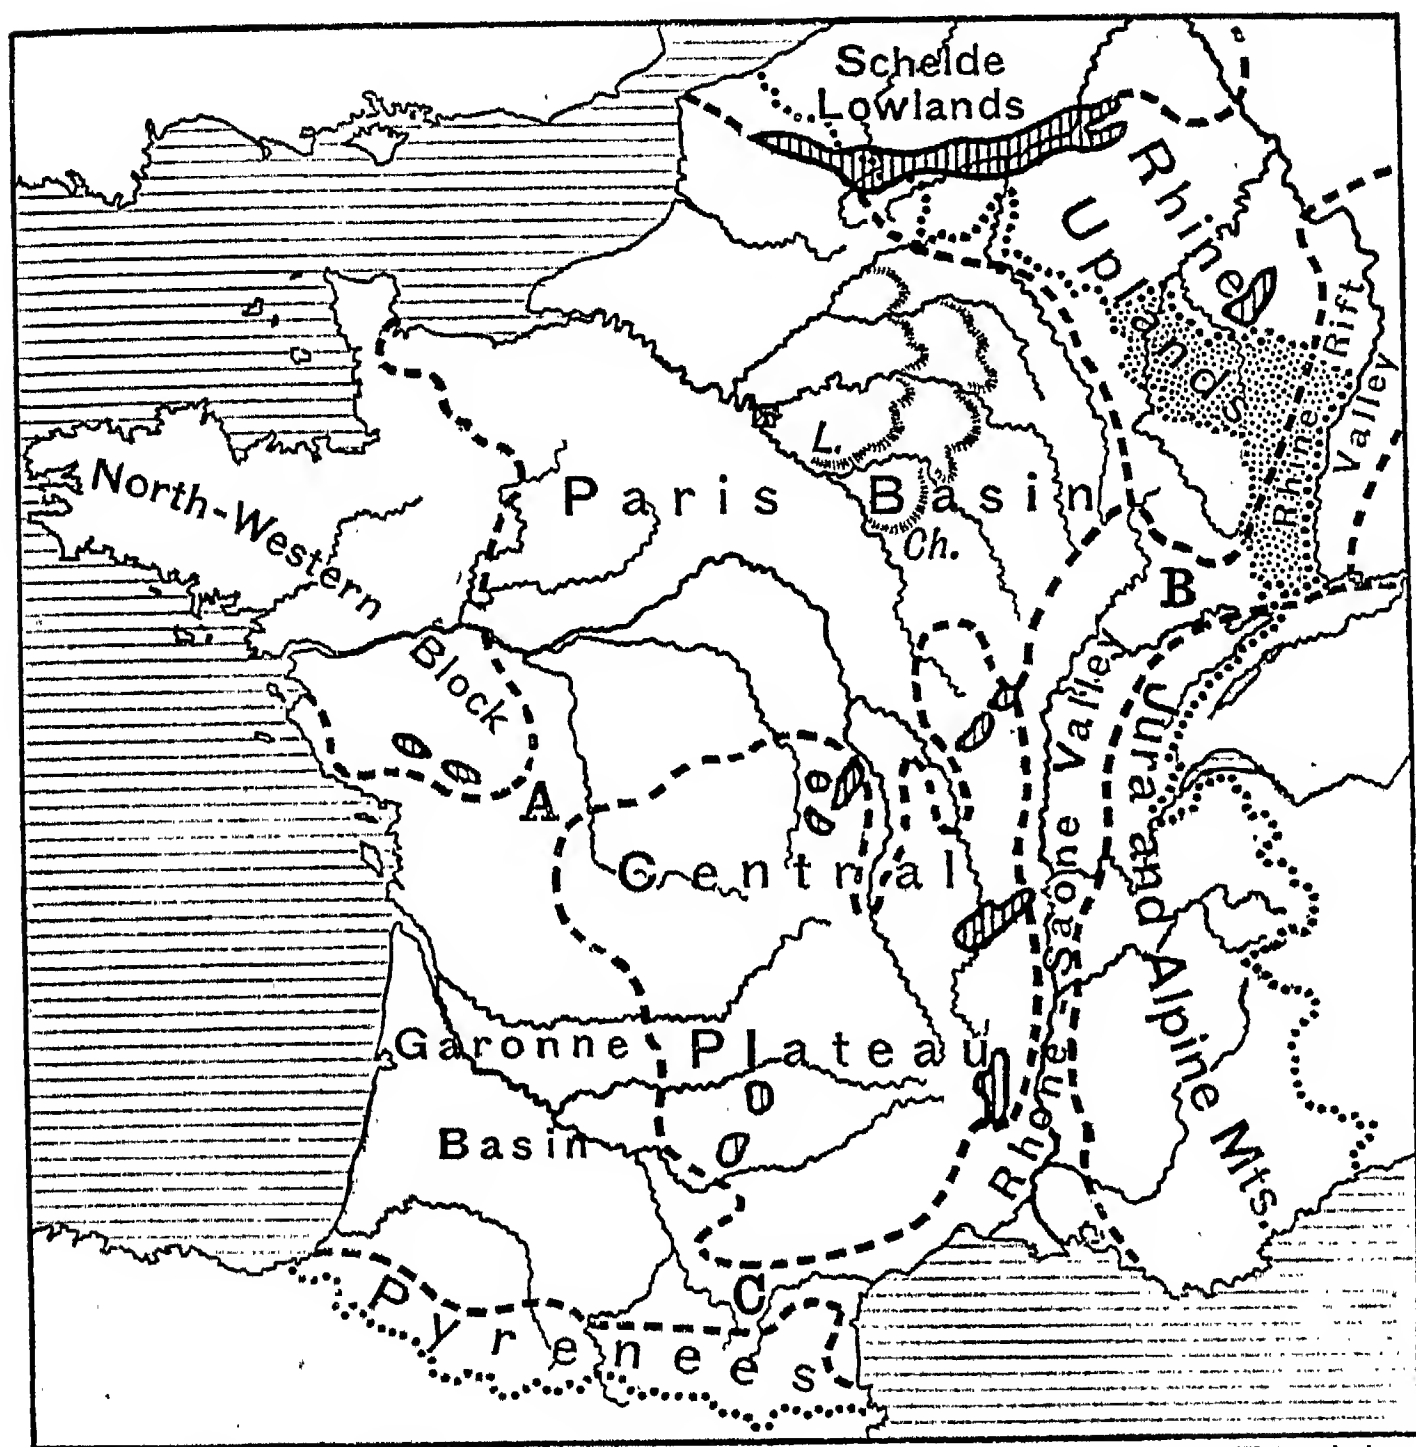 Schelde
Lowlands
Rhine
Uplands
Rhine Rift
Valley
L.
Paris Basin
Ch.
North-Western
Block
B
A
Jura and Alpine Mts.
Rhone-Saone Valley
e
Central
Plateau
Garonne
Basin
C
Pyrenees